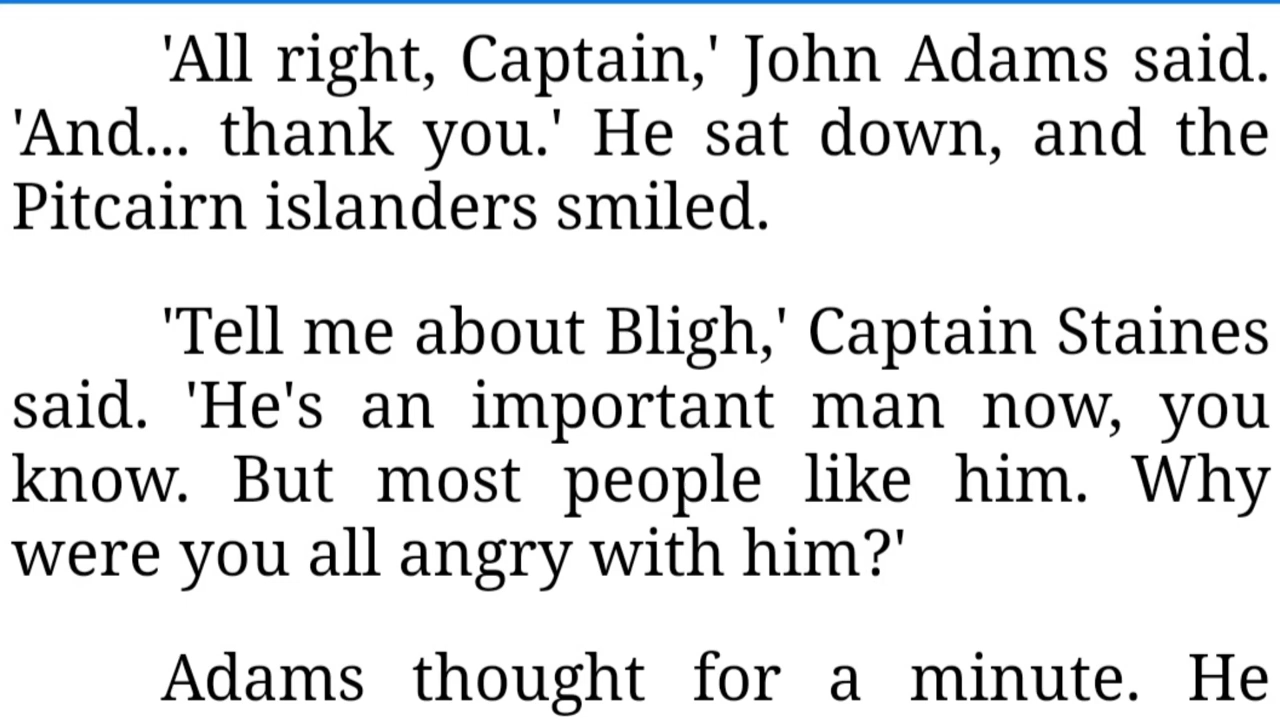 'All right, Captain,' John Adams said.
'And... thank you.' He sat down, and the
Pitcairn islanders smiled.
'Tell me about Bligh,' Captain Staines
said. 'He's an important man now, you
know. But most people like him. Why
were you all angry with him?'
Adams thought for a minute. He